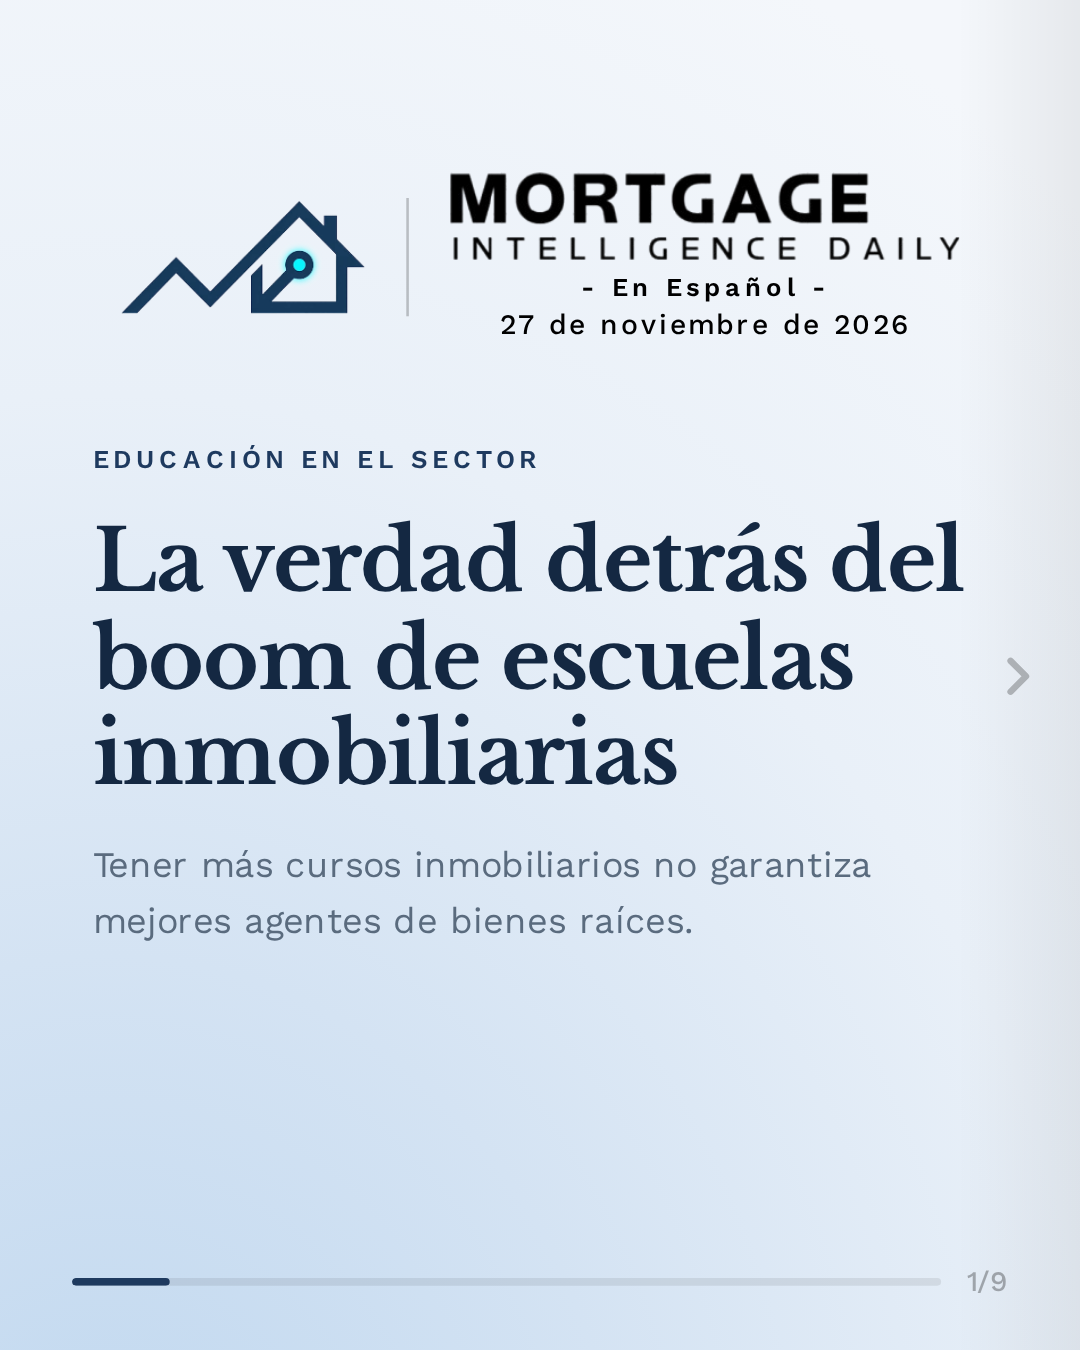 MORTGAGE
INTELLIGENCE DAILY
- En Español -
27 de noviembre de 2026
EDUCACIÓN EN EL SECTOR
La verdad detrás del
boom de escuelas
inmobiliarias
Tener más cursos inmobiliarios no garantiza
mejores agentes de bienes raíces.
1/9